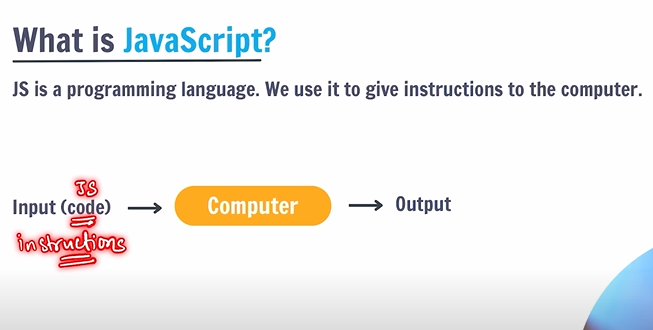 What is JavaScript?
JS is a programming language. We use it to give instructions to the computer.
JS
Input (code) → Computer → Output
instructions